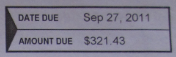 DATE DUE Sep 27, 2011
AMOUNT DUE $321.43